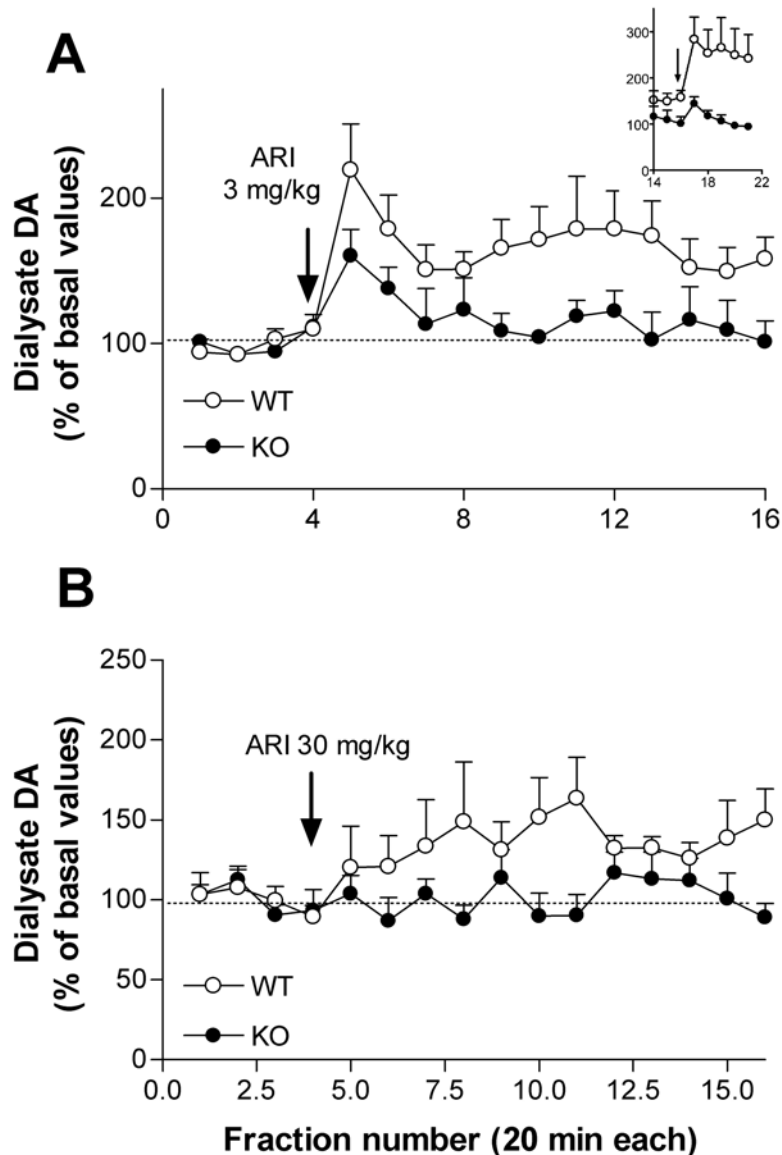 A
300
200
100
0
14
18
22
ARI
3 mg/kg
Dialysate DA
(% of basal values)
200
100
0
WT
KO
0
4
8
12
16
B
250
200
150
100
50
0
ARI 30 mg/kg
Dialysate DA
(% of basal values)
WT
KO
0.0
2.5
5.0
7.5
10.0
12.5
15.0
Fraction number (20 min each)